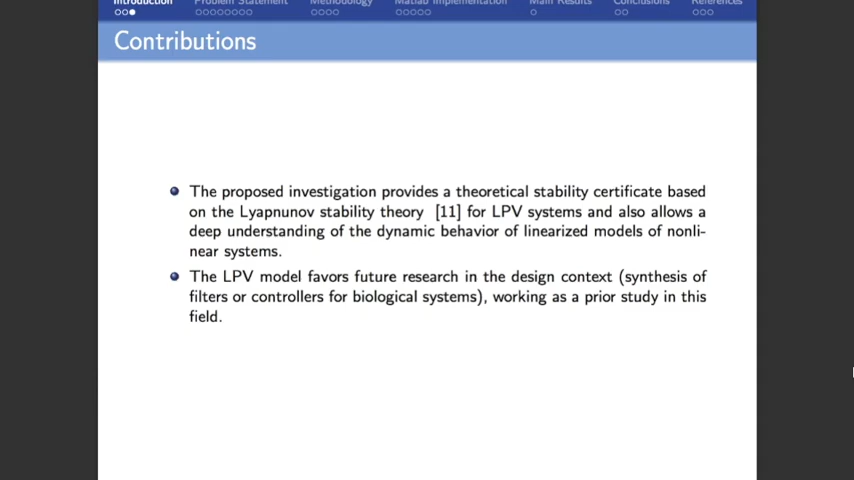 Introduction Problem Statement Methodology Matlab Implementation Main Results Conclusions References
Contributions
The proposed investigation provides a theoretical stability certificate based
on the Lyapnunov stability theory [11] for LPV systems and also allows a
deep understanding of the dynamic behavior of linearized models of nonli-
near systems.
The LPV model favors future research in the design context (synthesis of
filters or controllers for biological systems), working as a prior study in this
field.